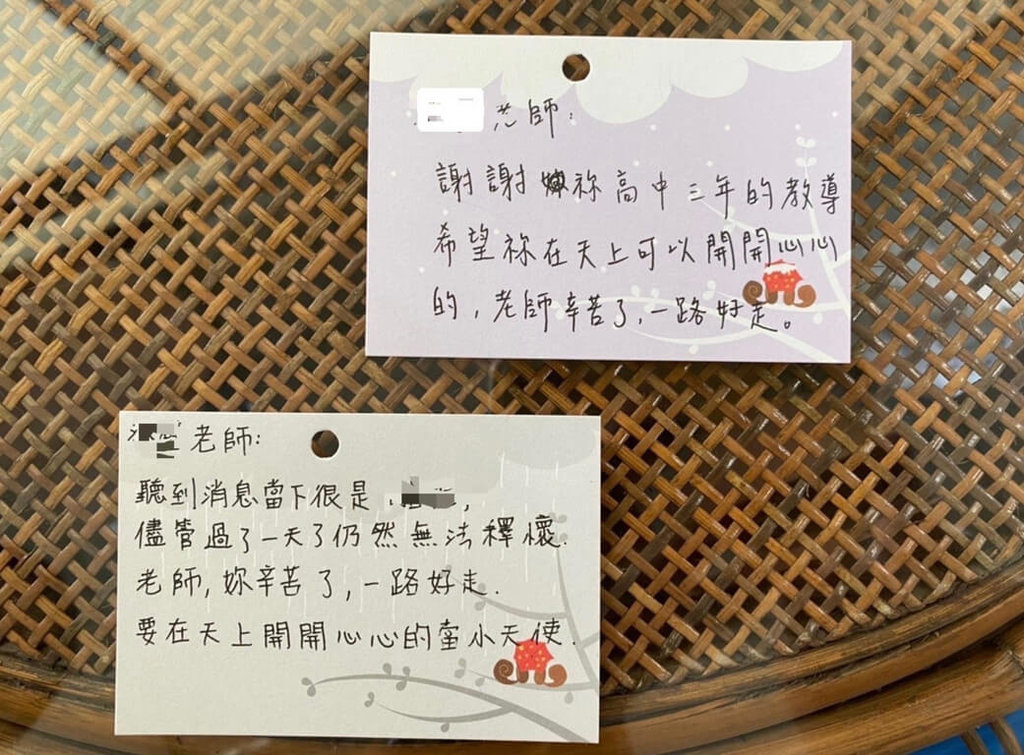 老師:
謝謝祢高中三年的教導
希望祢在天上可以開開心心
的,老師辛苦了,一路好走。
老師:
聽到消息當下很是,
儘管過了一天了仍然無法釋懷.
老師,妳辛苦了,一路好走.
要在天上開開心心的當小天使.